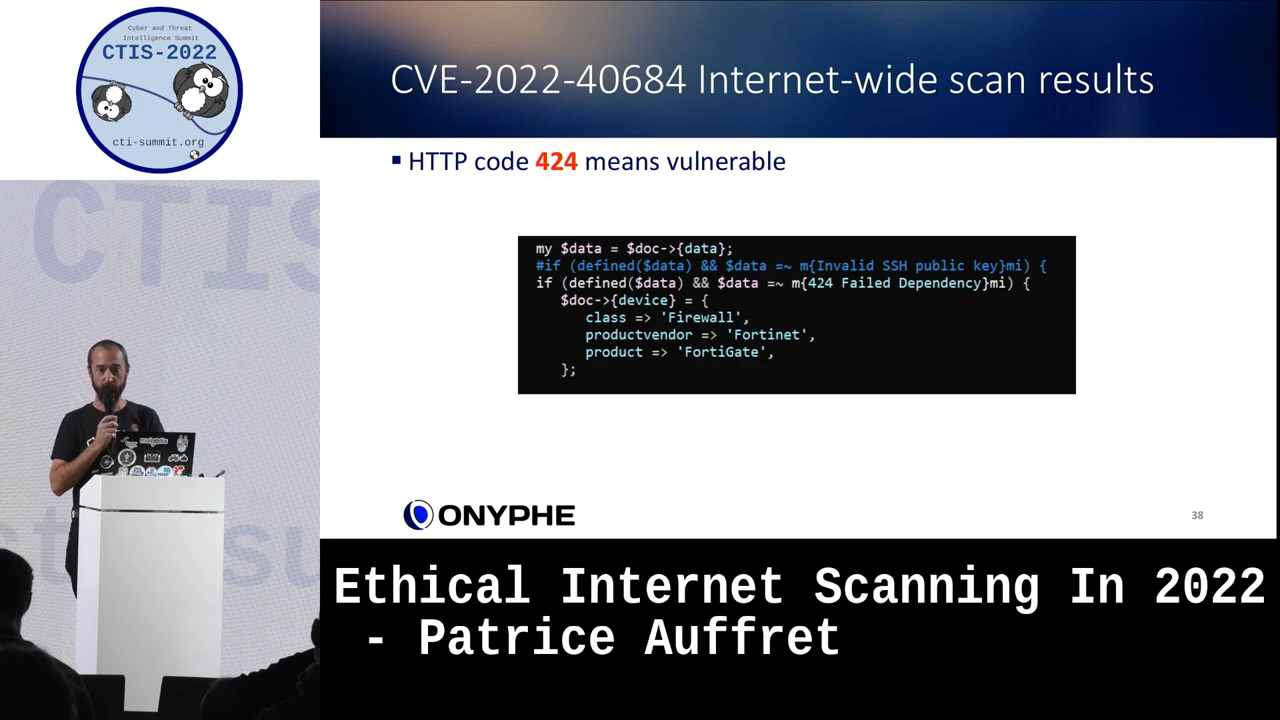 Cyber and Threat
Intelligence Summit
CTIS-2022
cti-summit.org
CVE-2022-40684 Internet-wide scan results
▪ HTTP code 424 means vulnerable
my $data = $doc->{data};
#if (defined($data) && $data =~ m{Invalid SSH public key}mi) {
if (defined($data) && $data =~ m{424 Failed Dependency}mi) {
$doc->{device} = {
class => 'Firewall',
productvendor => 'Fortinet',
product => 'FortiGate',
};
ONYPHE
38
CTIS
Ethical Internet Scanning In 2022
- Patrice Auffret